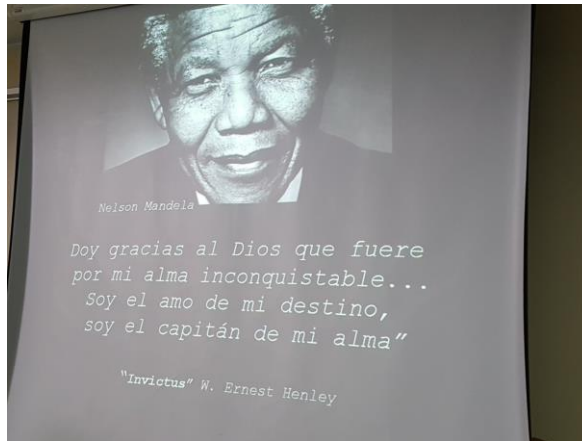 Nelson Mandela
Doy gracias al Dios que fuere
por mi alma inconquistable...
Soy el amo de mi destino,
soy el capitán de mi alma”
“Invictus” W. Ernest Henley